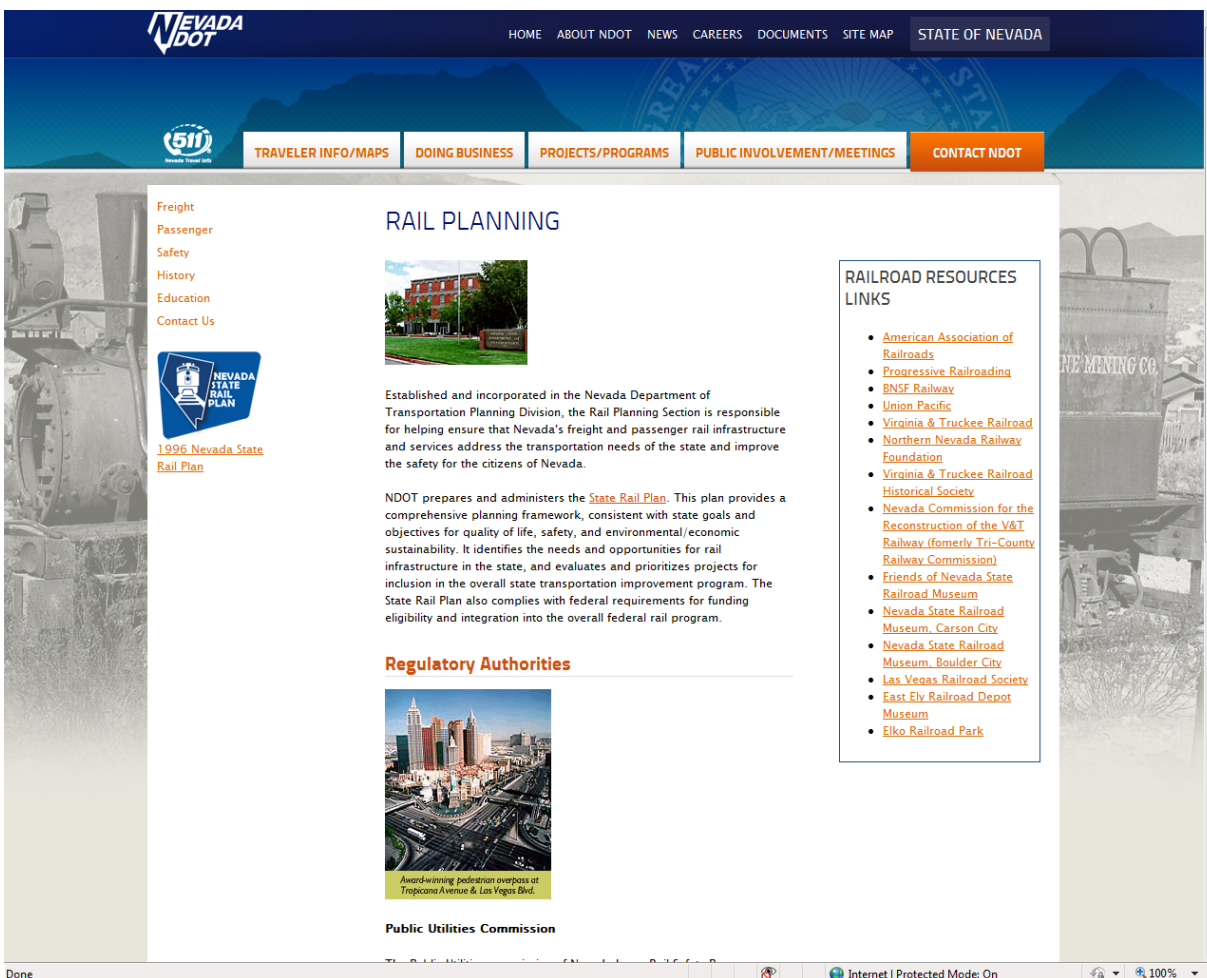 NEVADA
DOT
HOME ABOUT NDOT NEWS CAREERS DOCUMENTS SITE MAP STATE OF NEVADA
511
Nevada Travel Info
TRAVELER INFO/MAPS DOING BUSINESS PROJECTS/PROGRAMS PUBLIC INVOLVEMENT/MEETINGS CONTACT NDOT
Freight
Passenger
Safety
History
Education
Contact Us
NEVADA
STATE
RAIL
PLAN
1996 Nevada State
Rail Plan
RAIL PLANNING
Established and incorporated in the Nevada Department of
Transportation Planning Division, the Rail Planning Section is responsible
for helping ensure that Nevada's freight and passenger rail infrastructure
and services address the transportation needs of the state and improve
the safety for the citizens of Nevada.
NDOT prepares and administers the State Rail Plan. This plan provides a
comprehensive planning framework, consistent with state goals and
objectives for quality of life, safety, and environmental/economic
sustainability. It identifies the needs and opportunities for rail
infrastructure in the state, and evaluates and prioritizes projects for
inclusion in the overall state transportation improvement program. The
State Rail Plan also complies with federal requirements for funding
eligibility and integration into the overall federal rail program.
Regulatory Authorities
Award-winning pedestrian overpass at
Tropicana Avenue & Las Vegas Blvd.
Public Utilities Commission
RAILROAD RESOURCES
LINKS
American Association of
Railroads
Progressive Railroading
BNSF Railway
Union Pacific
Virginia & Truckee Railroad
Northern Nevada Railway
Foundation
Virginia & Truckee Railroad
Historical Society
Nevada Commission for the
Reconstruction of the V&T
Railway (fomerly Tri-County
Railway Commission)
Friends of Nevada State
Railroad Museum
Nevada State Railroad
Museum, Carson City
Nevada State Railroad
Museum, Boulder City
Las Vegas Railroad Society
East Ely Railroad Depot
Museum
Elko Railroad Park
NE MINING CO.
Done Internet | Protected Mode: On 100%